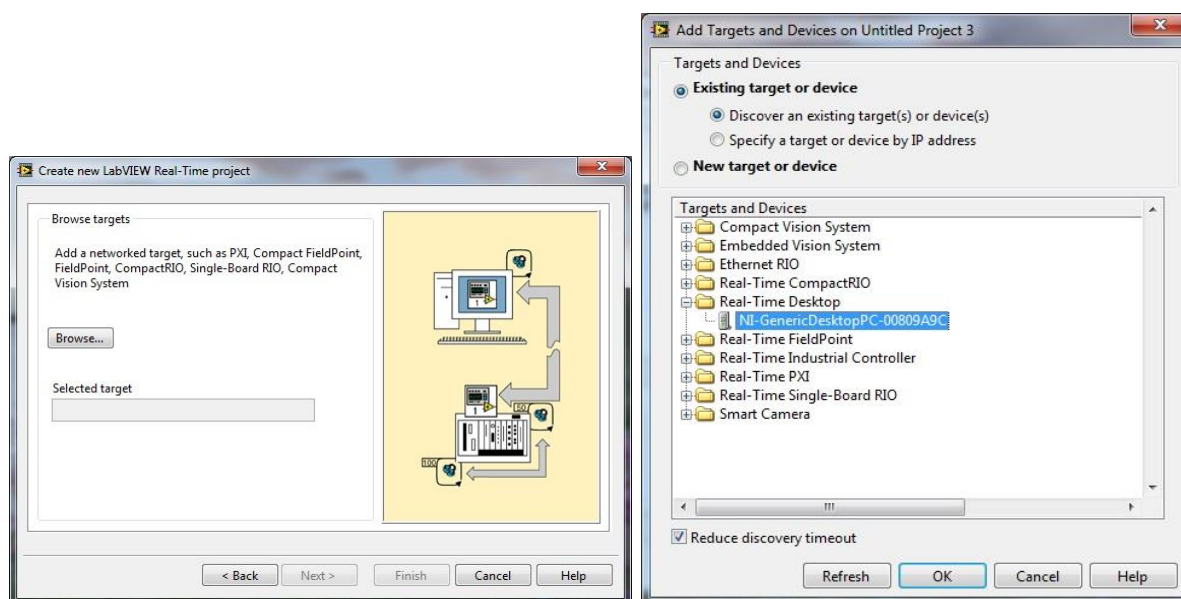 Create new LabVIEW Real-Time project
Browse targets
Add a networked target, such as PXI, Compact FieldPoint,
FieldPoint, CompactRIO, Single-Board RIO, Compact
Vision System
Browse...
Selected target
1
1
50
100
< Back
Next >
Finish
Cancel
Help
Add Targets and Devices on Untitled Project 3
Targets and Devices
Existing target or device
Discover an existing target(s) or device(s)
Specify a target or device by IP address
New target or device
Targets and Devices
Compact Vision System
Embedded Vision System
Ethernet RIO
Real-Time CompactRIO
Real-Time Desktop
NI-GenericDesktopPC-00809A9C
Real-Time FieldPoint
Real-Time Industrial Controller
Real-Time PXI
Real-Time Single-Board RIO
Smart Camera
Reduce discovery timeout
Refresh
OK
Cancel
Help